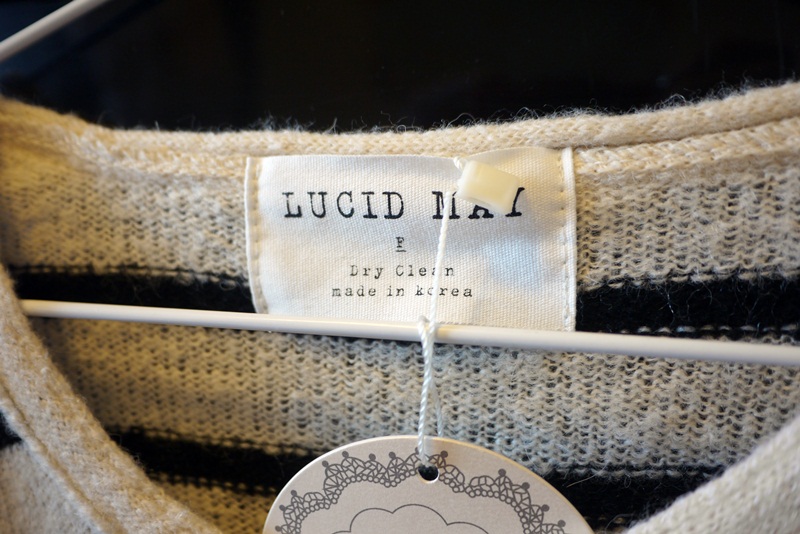 LUCID MAY
F
Dry Clean
made in korea